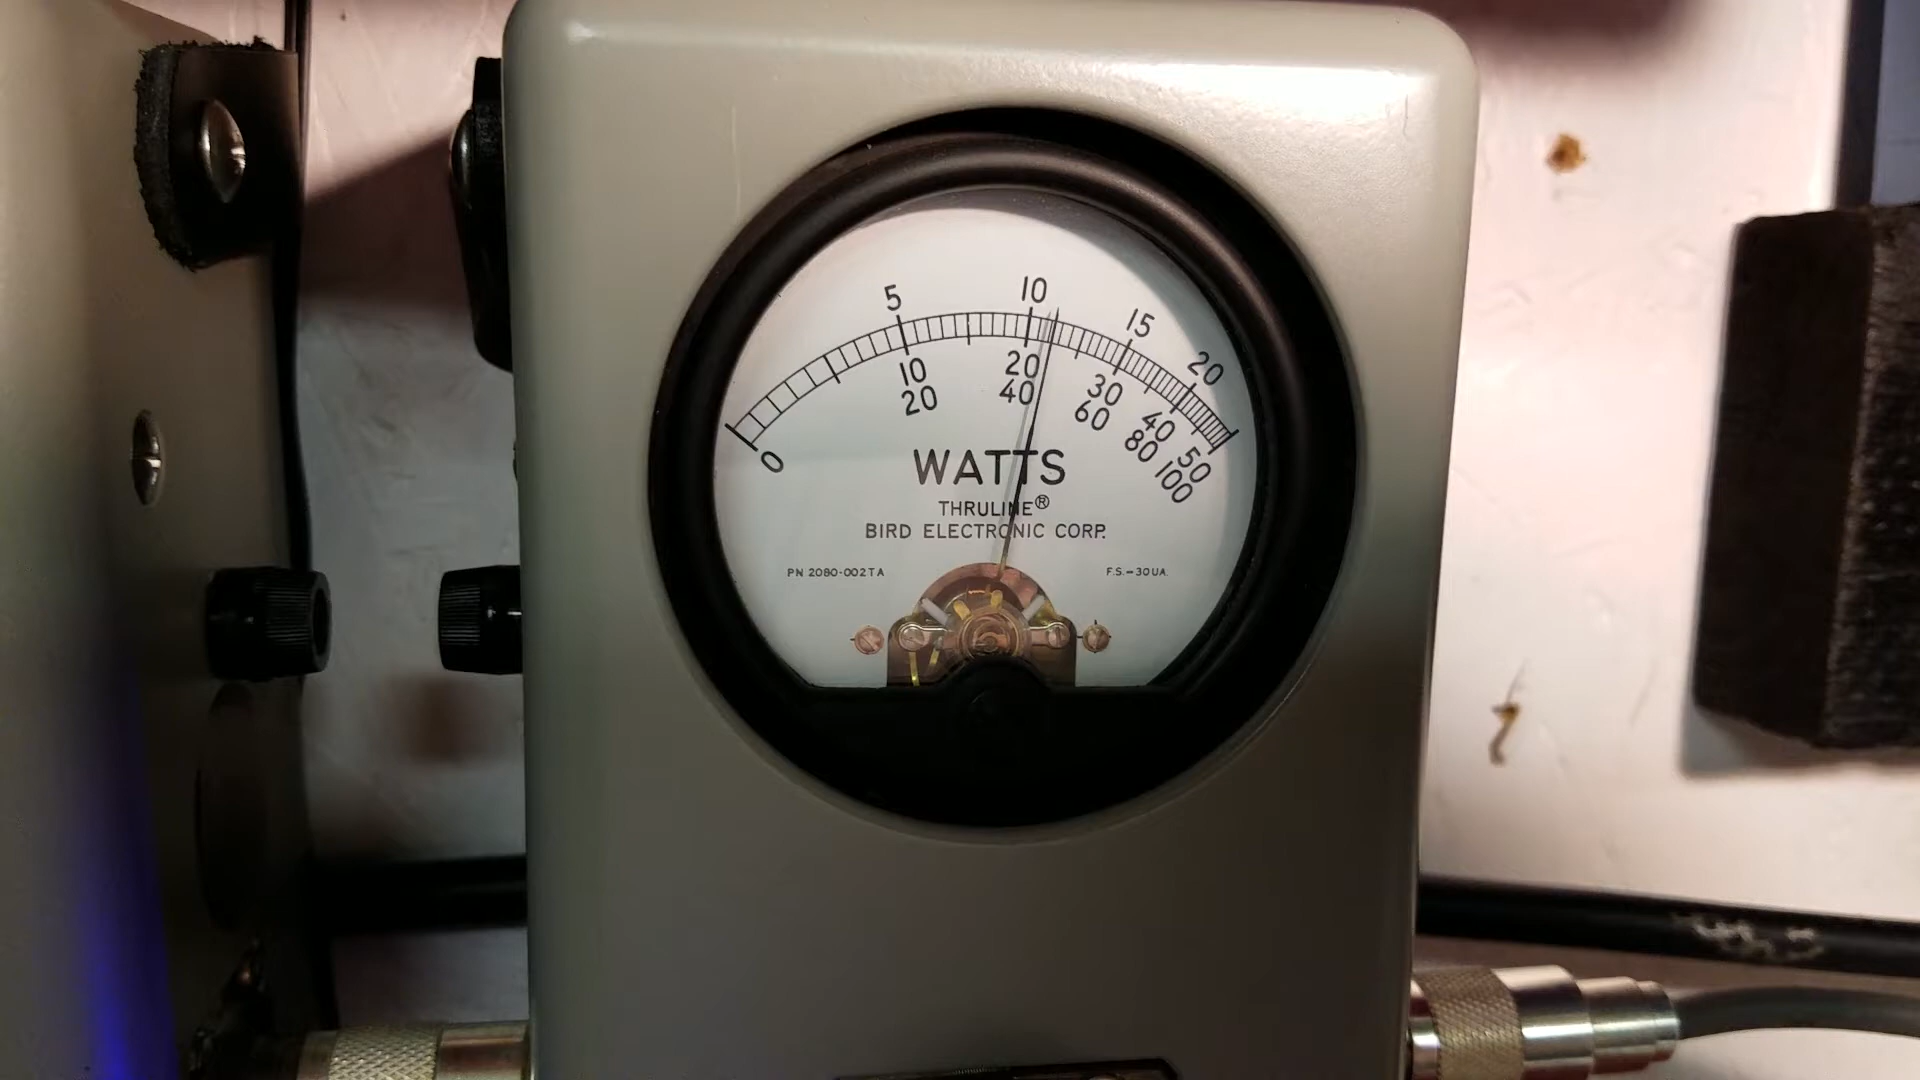 5 10 15 20
0 10 20 30 40 50
20 40 60 80 100
WATTS
THRULINE®
BIRD ELECTRONIC CORP.
PN 2080-002TA F.S.-30UA.